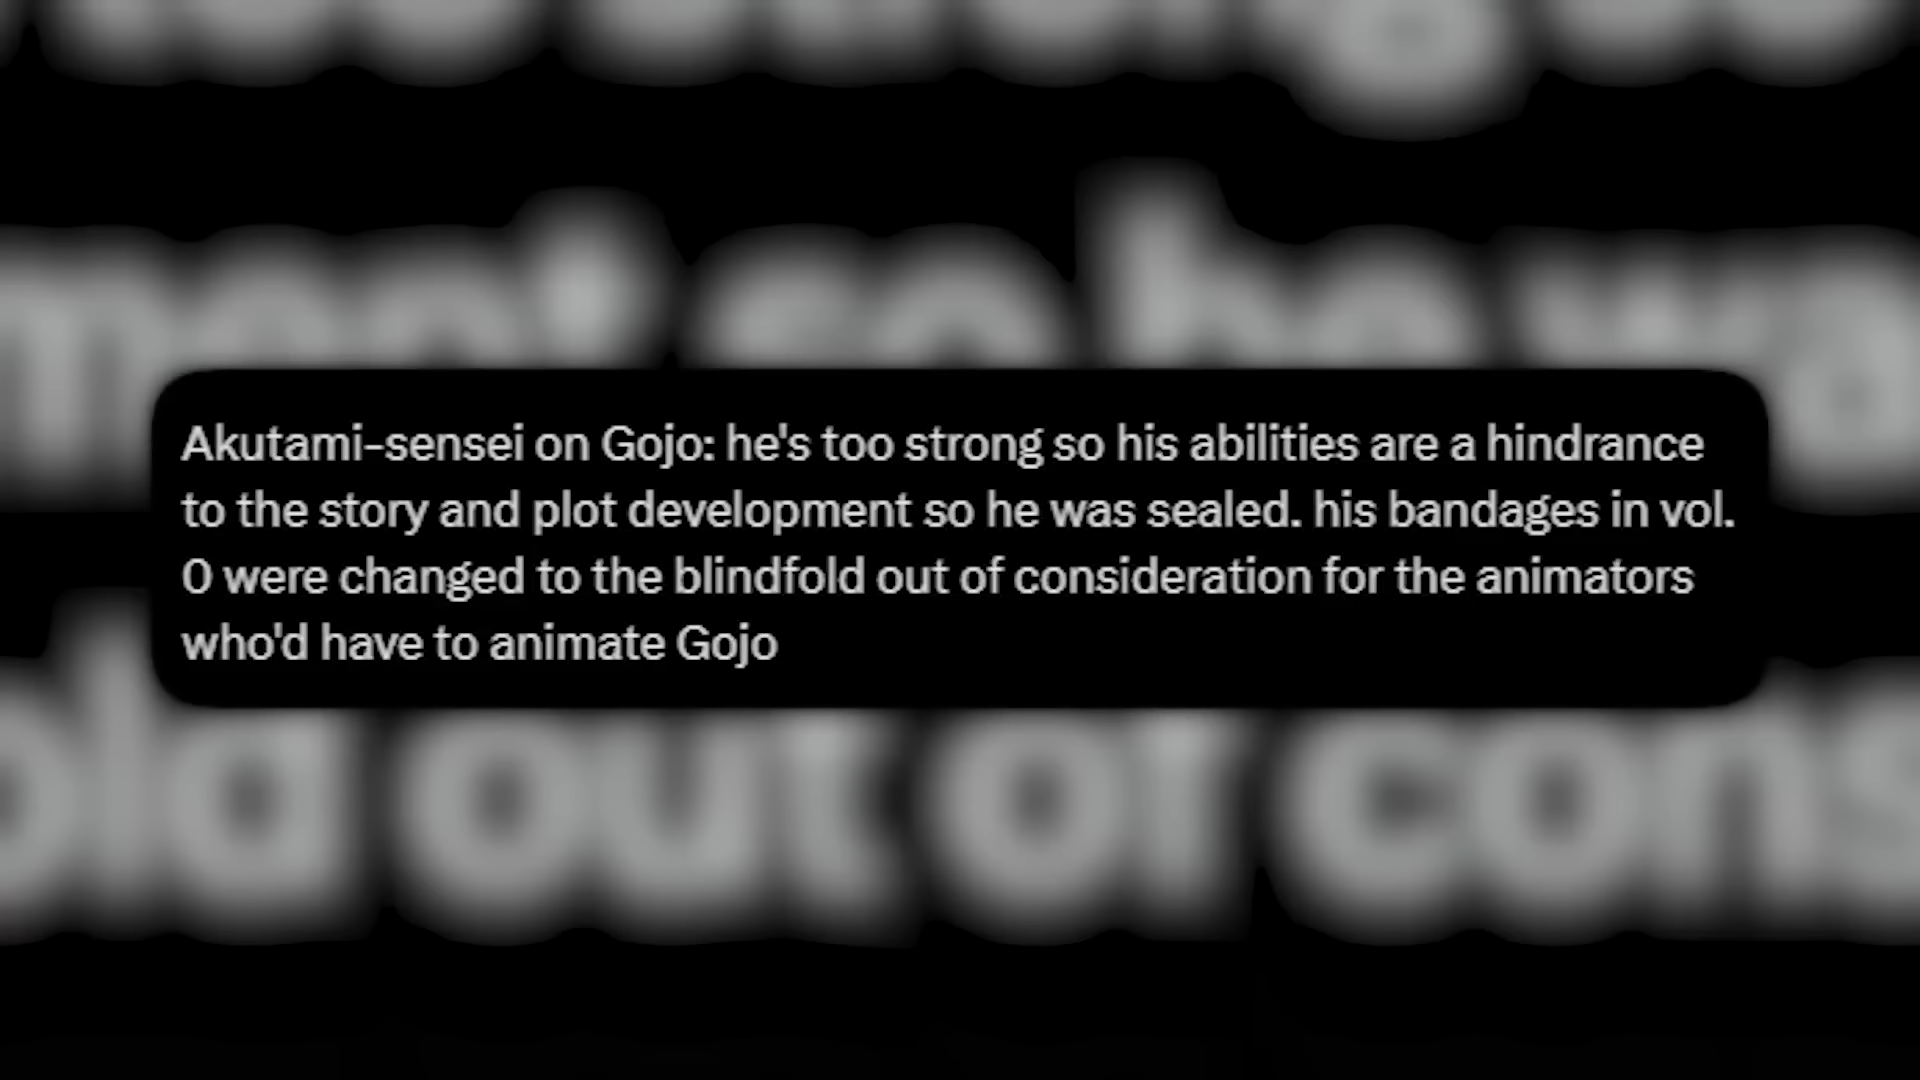 Akutami-sensei on Gojo: he's too strong so his abilities are a hindrance
to the story and plot development so he was sealed. his bandages in vol.
0 were changed to the blindfold out of consideration for the animators
who'd have to animate Gojo